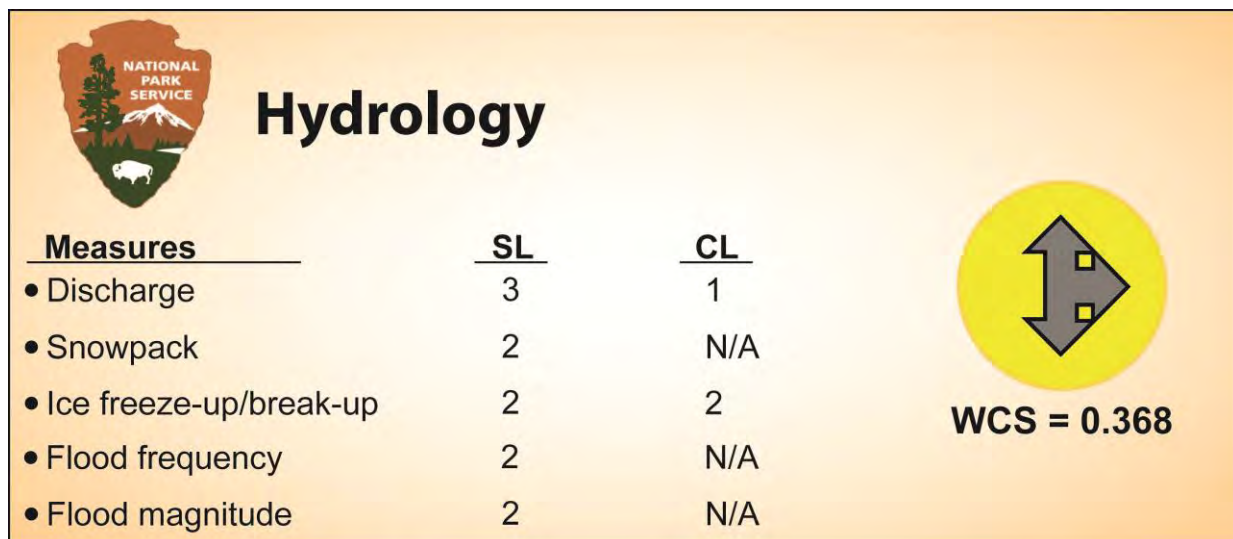 NATIONAL
PARK
SERVICE
Hydrology
Measures SL CL
• Discharge 3 1
• Snowpack 2 N/A
• Ice freeze-up/break-up 2 2
• Flood frequency 2 N/A
• Flood magnitude 2 N/A
WCS = 0.368